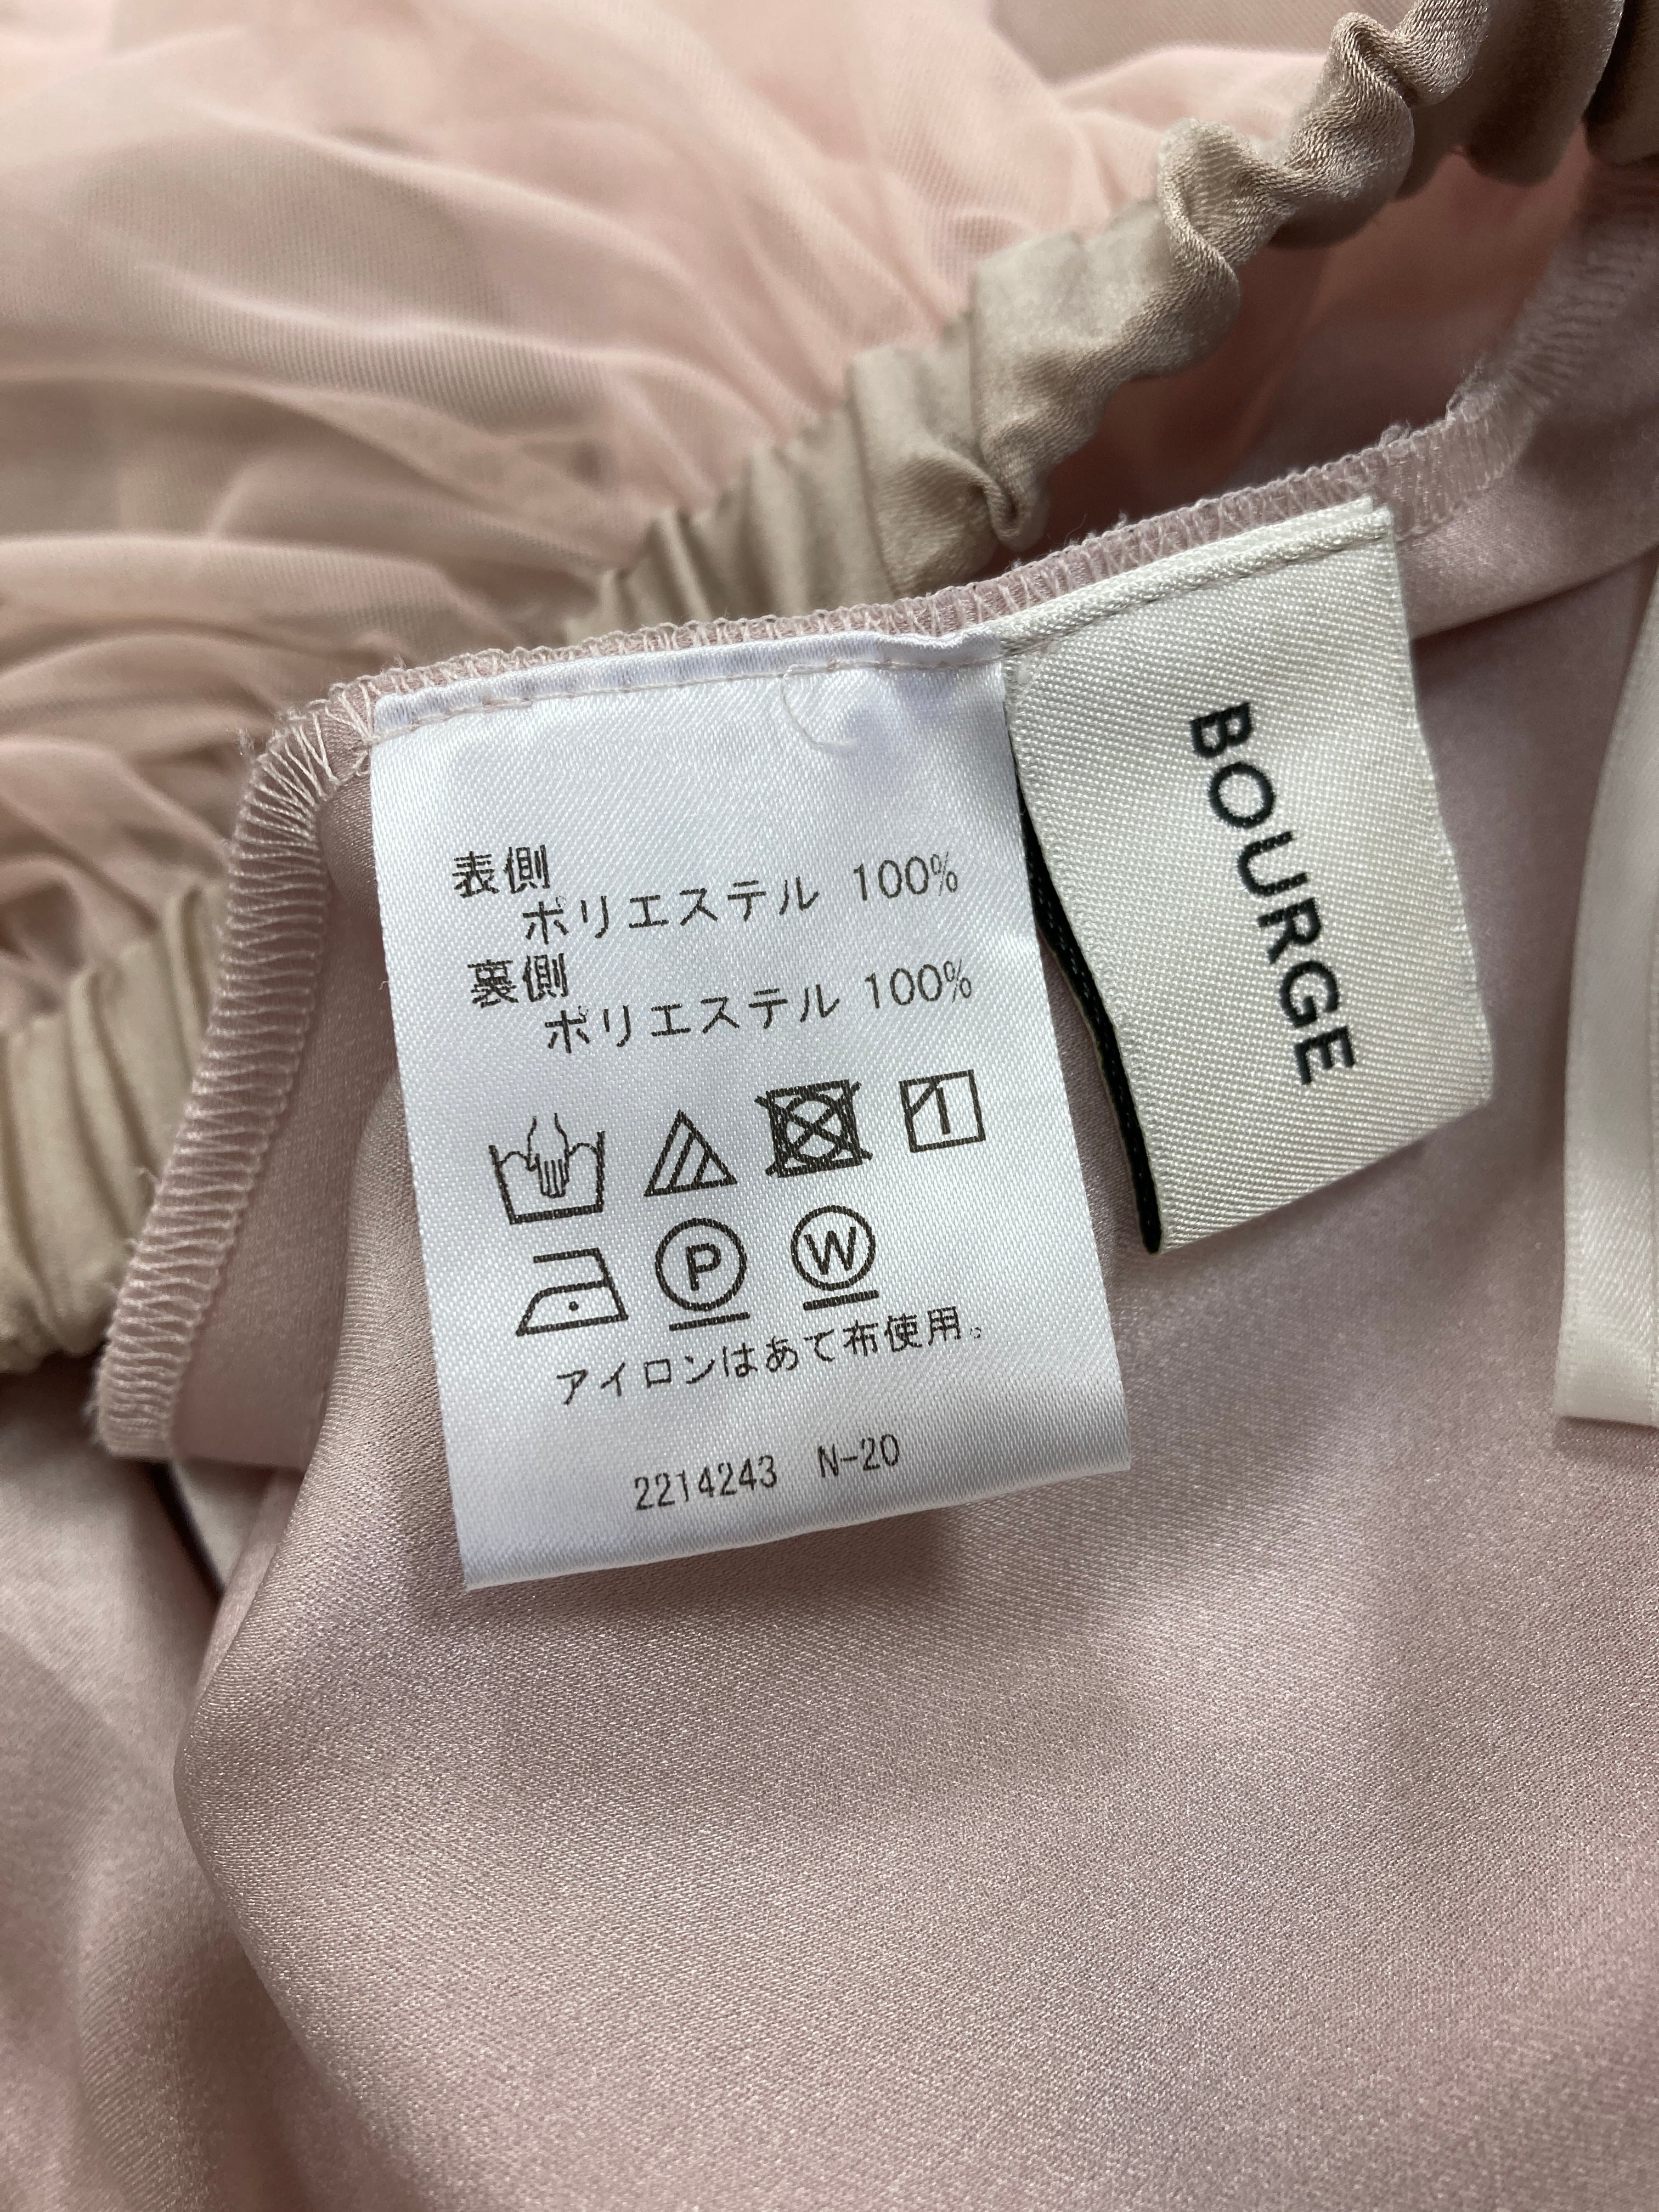 表側
ポリエステル 100%
裏側
ポリエステル 100%
P
W
アイロンはあて布使用。
2214243 N-20
BOURGE